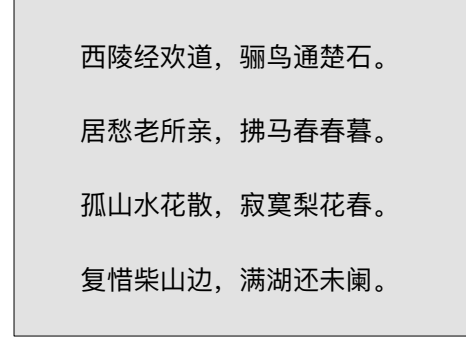 西陵经欢道，骊鸟通楚石。
居愁老所亲，拂马春春暮。
孤山水花散，寂寞梨花春。
复惜柴山边，满湖还未阑。